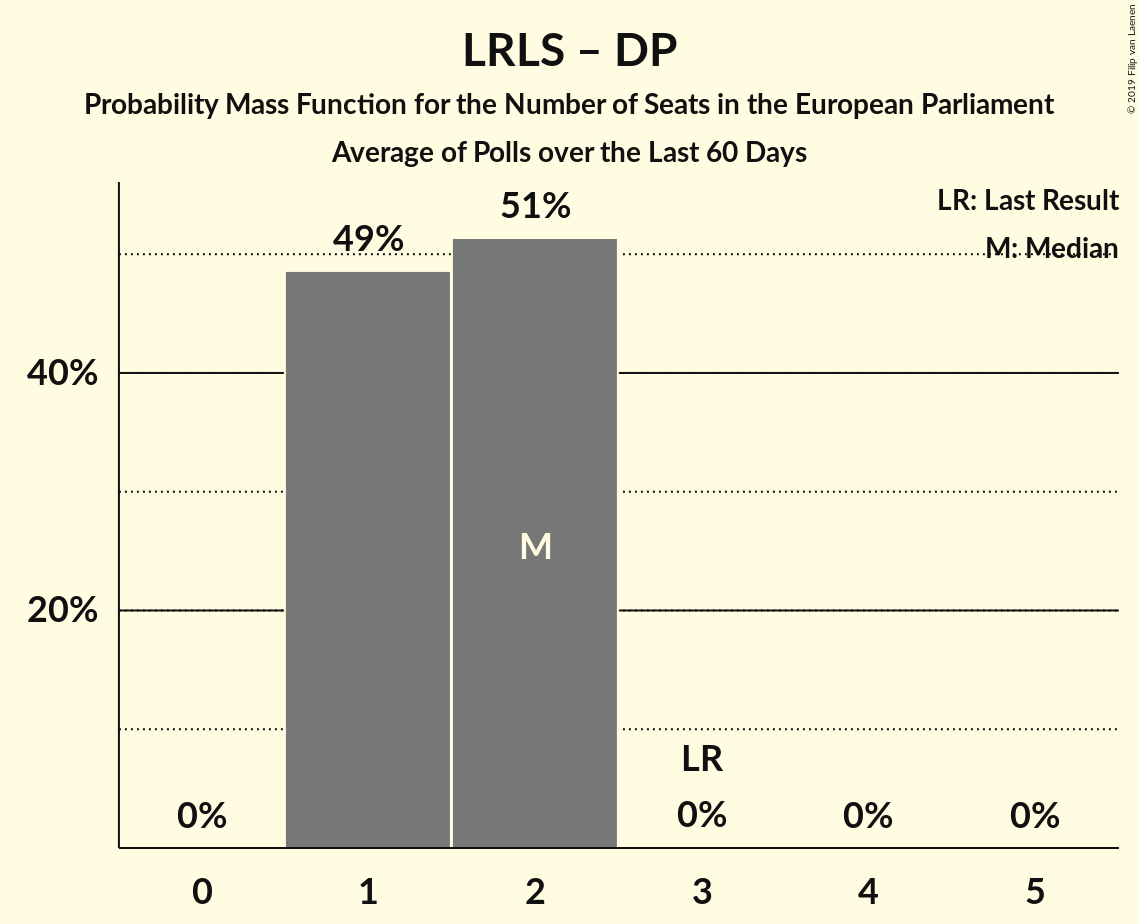 LRLS – DP
Probability Mass Function for the Number of Seats in the European Parliament
Average of Polls over the Last 60 Days
© 2019 Filip van Laenen
LR: Last Result
M: Median
51%
49%
40%
M
20%
LR
0%
0%
0%
0%
0 1 2 3 4 5